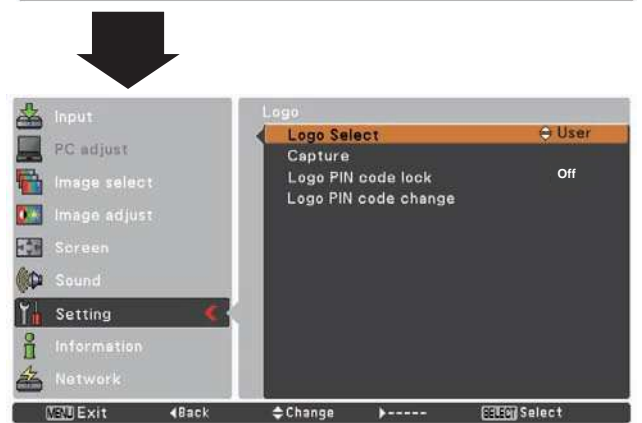 Input
PC adjust
Image select
Image adjust
Screen
Sound
Setting
Information
Network
Logo
Logo Select User
Capture
Logo PIN code lock Off
Logo PIN code change
MENU Exit Back Change ----- SELECT Select